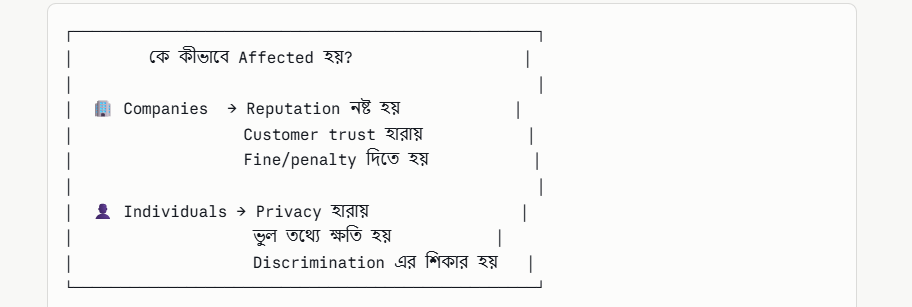 কে কীভাবে Affected হয়?
🏢 Companies → Reputation নষ্ট হয়
Customer trust হারায়
Fine/penalty দিতে হয়
👤 Individuals → Privacy হারায়
ভুল তথ্যে ক্ষতি হয়
Discrimination এর শিকার হয়